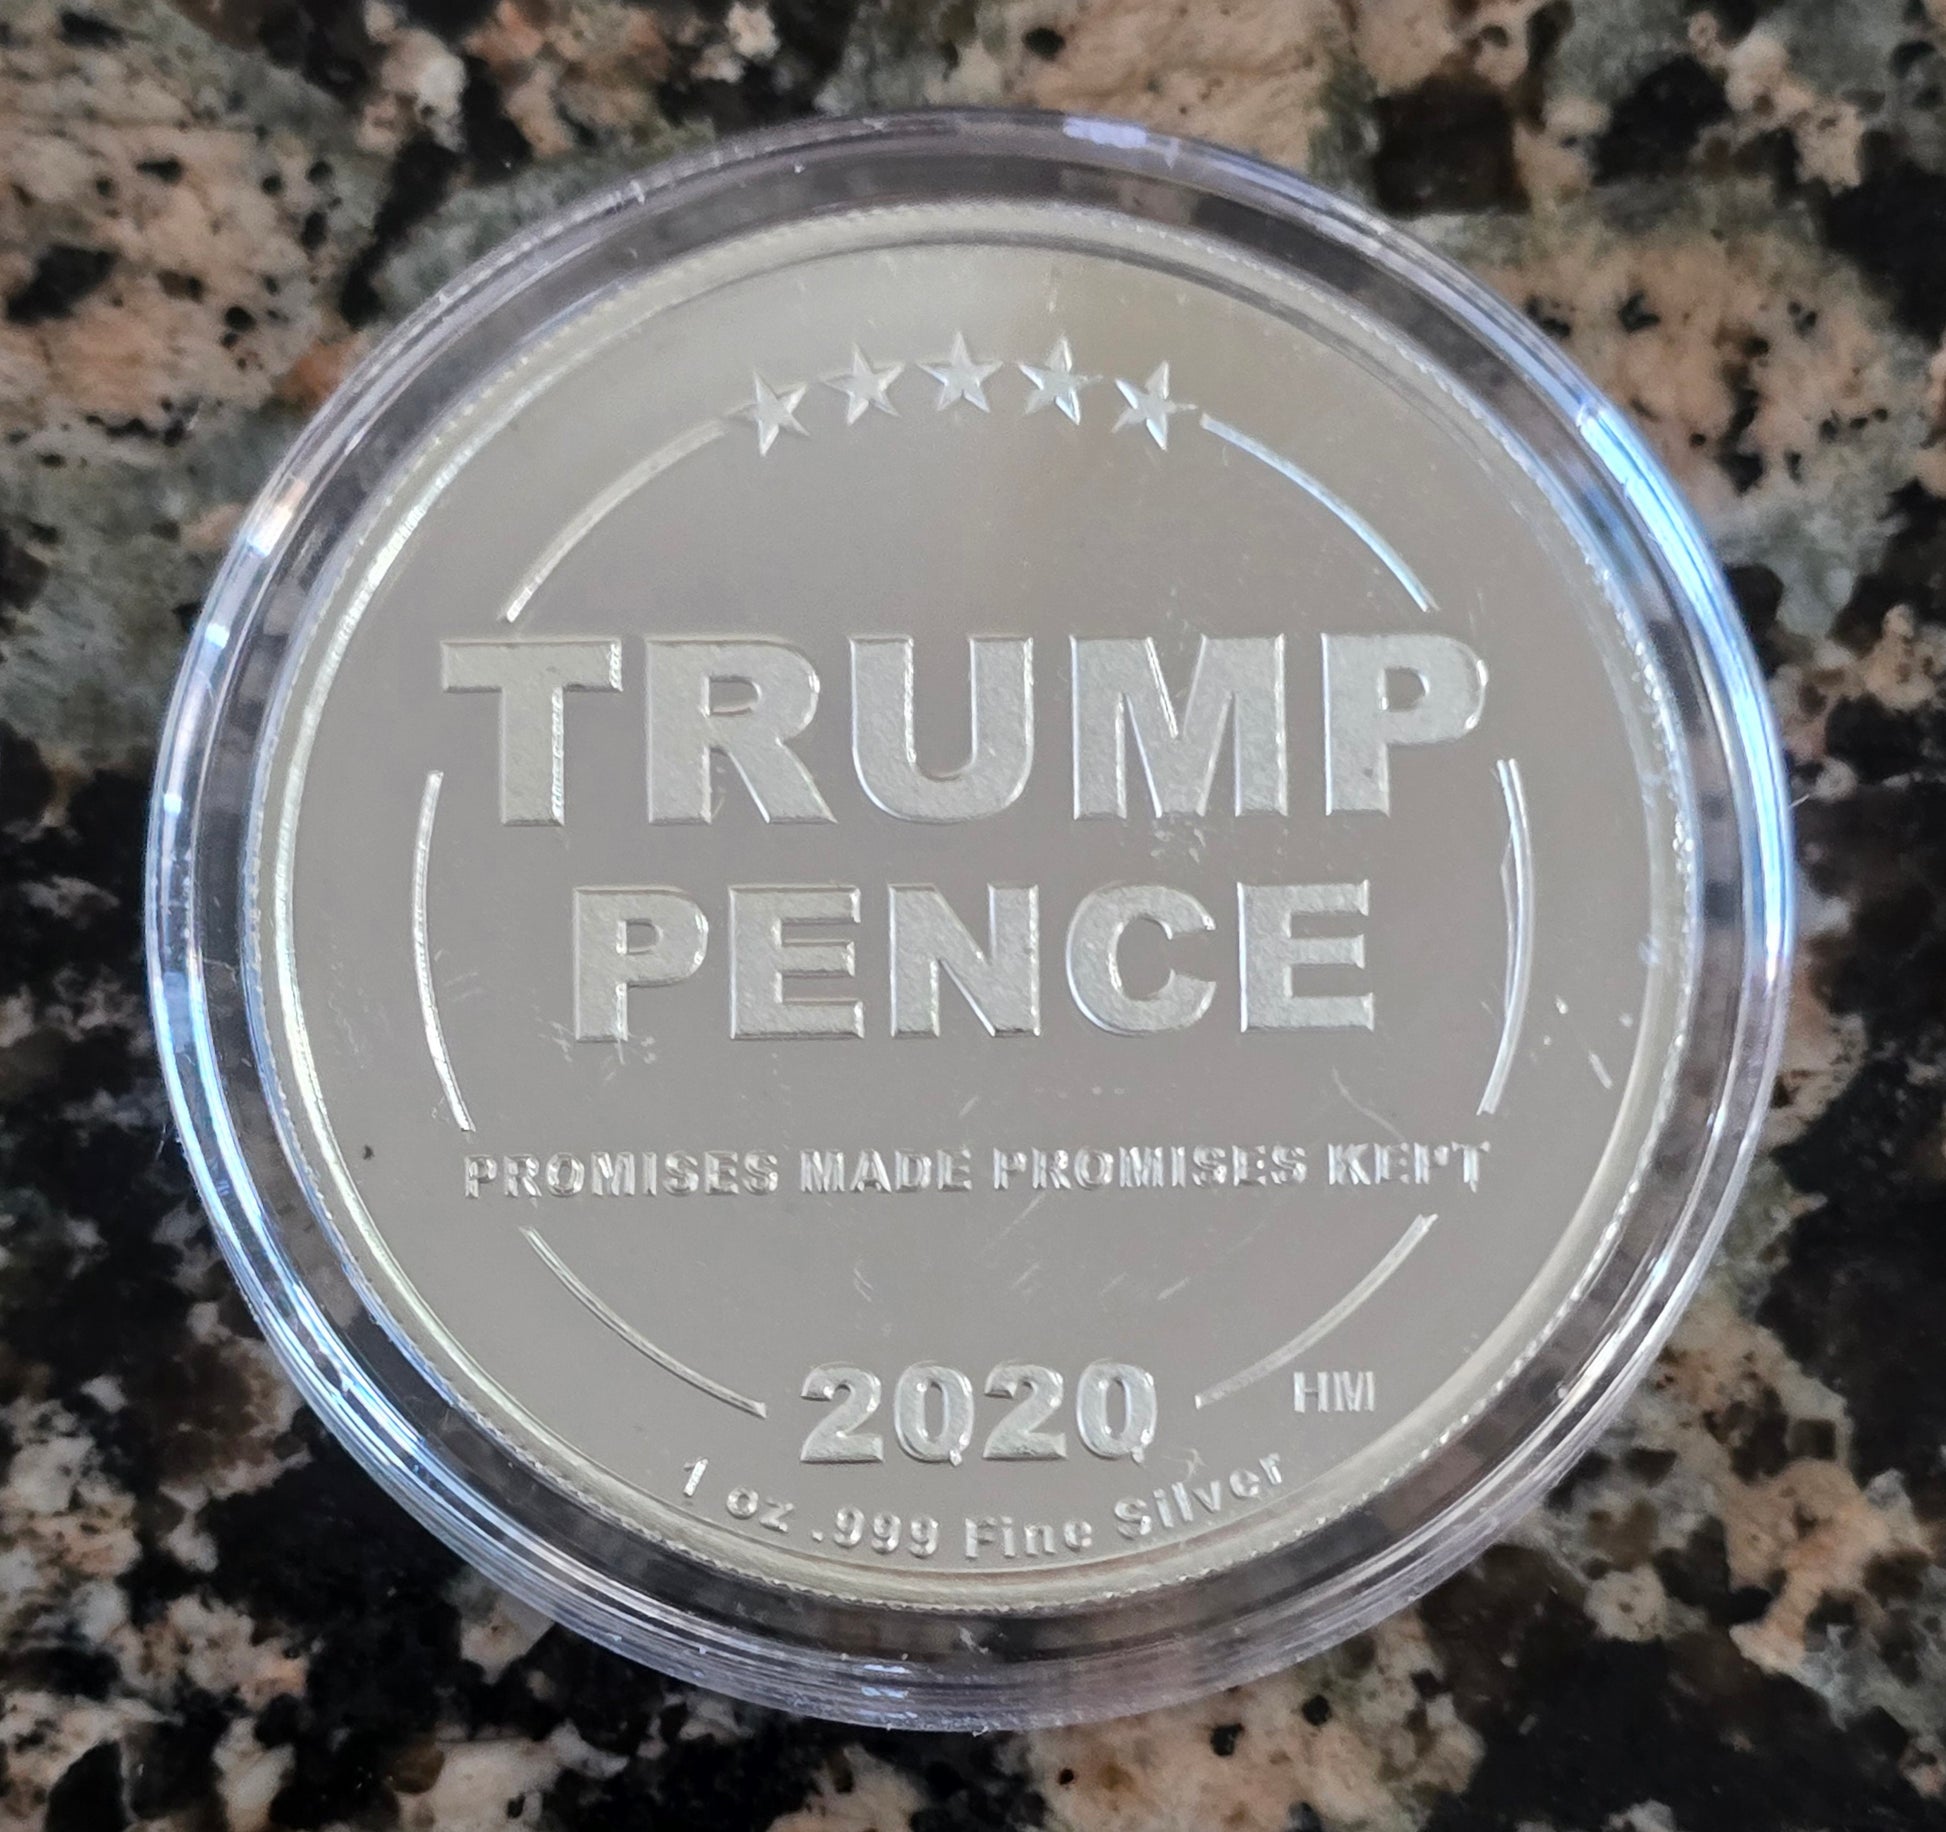 TRUMP
PENCE
PROMISES MADE PROMISES KEPT
2020
HM
1 oz .999 Fine Silver